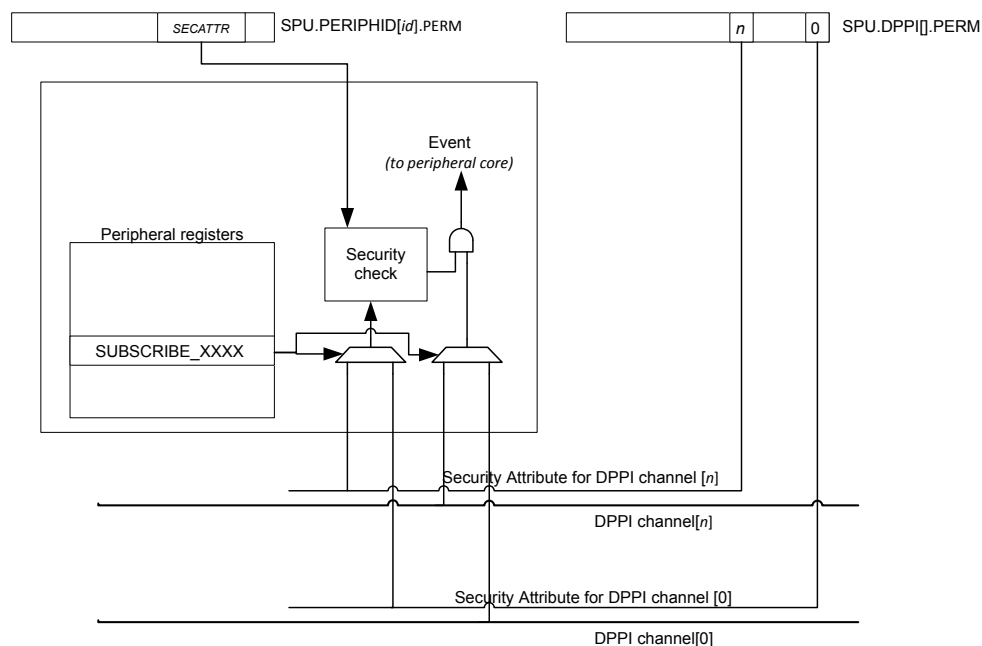 SECATTR SPU.PERIPHID[id].PERM n 0 SPU.DPPI[].PERM
Event
(to peripheral core)
Peripheral registers
Security
check
SUBSCRIBE_XXXX
Security Attribute for DPPI channel [n]
DPPI channel[n]
Security Attribute for DPPI channel [0]
DPPI channel[0]